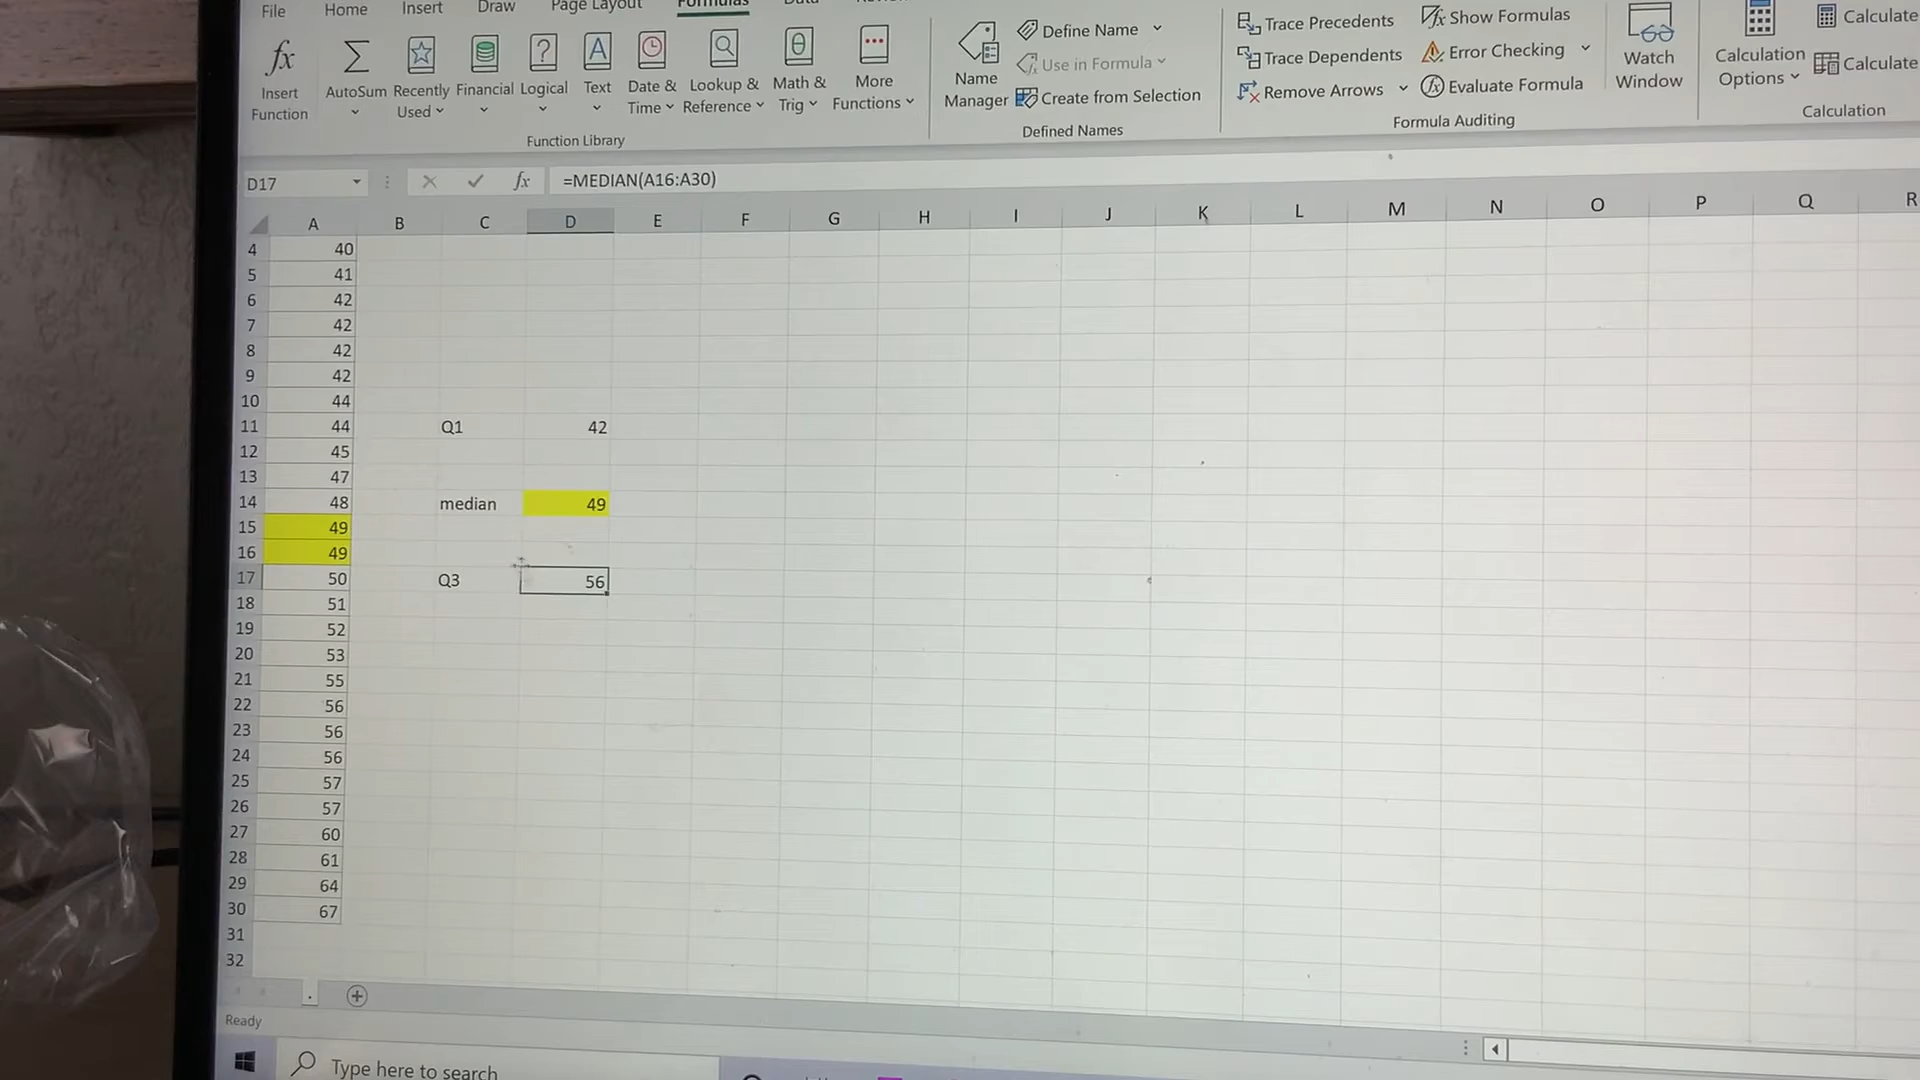 File Home Insert Draw Page Layout Formulas
Insert Function
AutoSum
Recently Used
Financial
Logical
Text
Date & Time
Lookup & Reference
Math & Trig
More Functions
Function Library
Name Manager
Define Name
Use in Formula
Create from Selection
Defined Names
Trace Precedents
Trace Dependents
Remove Arrows
Show Formulas
Error Checking
Evaluate Formula
Formula Auditing
Watch Window
Calculation Options
Calculate
Calculate
Calculation
D17 fx =MEDIAN(A16:A30)
A B C D E F G H I J K L M N O P Q R
4 40
5 41
6 42
7 42
8 42
9 42
10 44
11 44 Q1 42
12 45
13 47
14 48 median 49
15 49
16 49
17 50 Q3 56
18 51
19 52
20 53
21 55
22 56
23 56
24 56
25 57
26 57
27 60
28 61
29 64
30 67
31
32
Ready
Type here to search